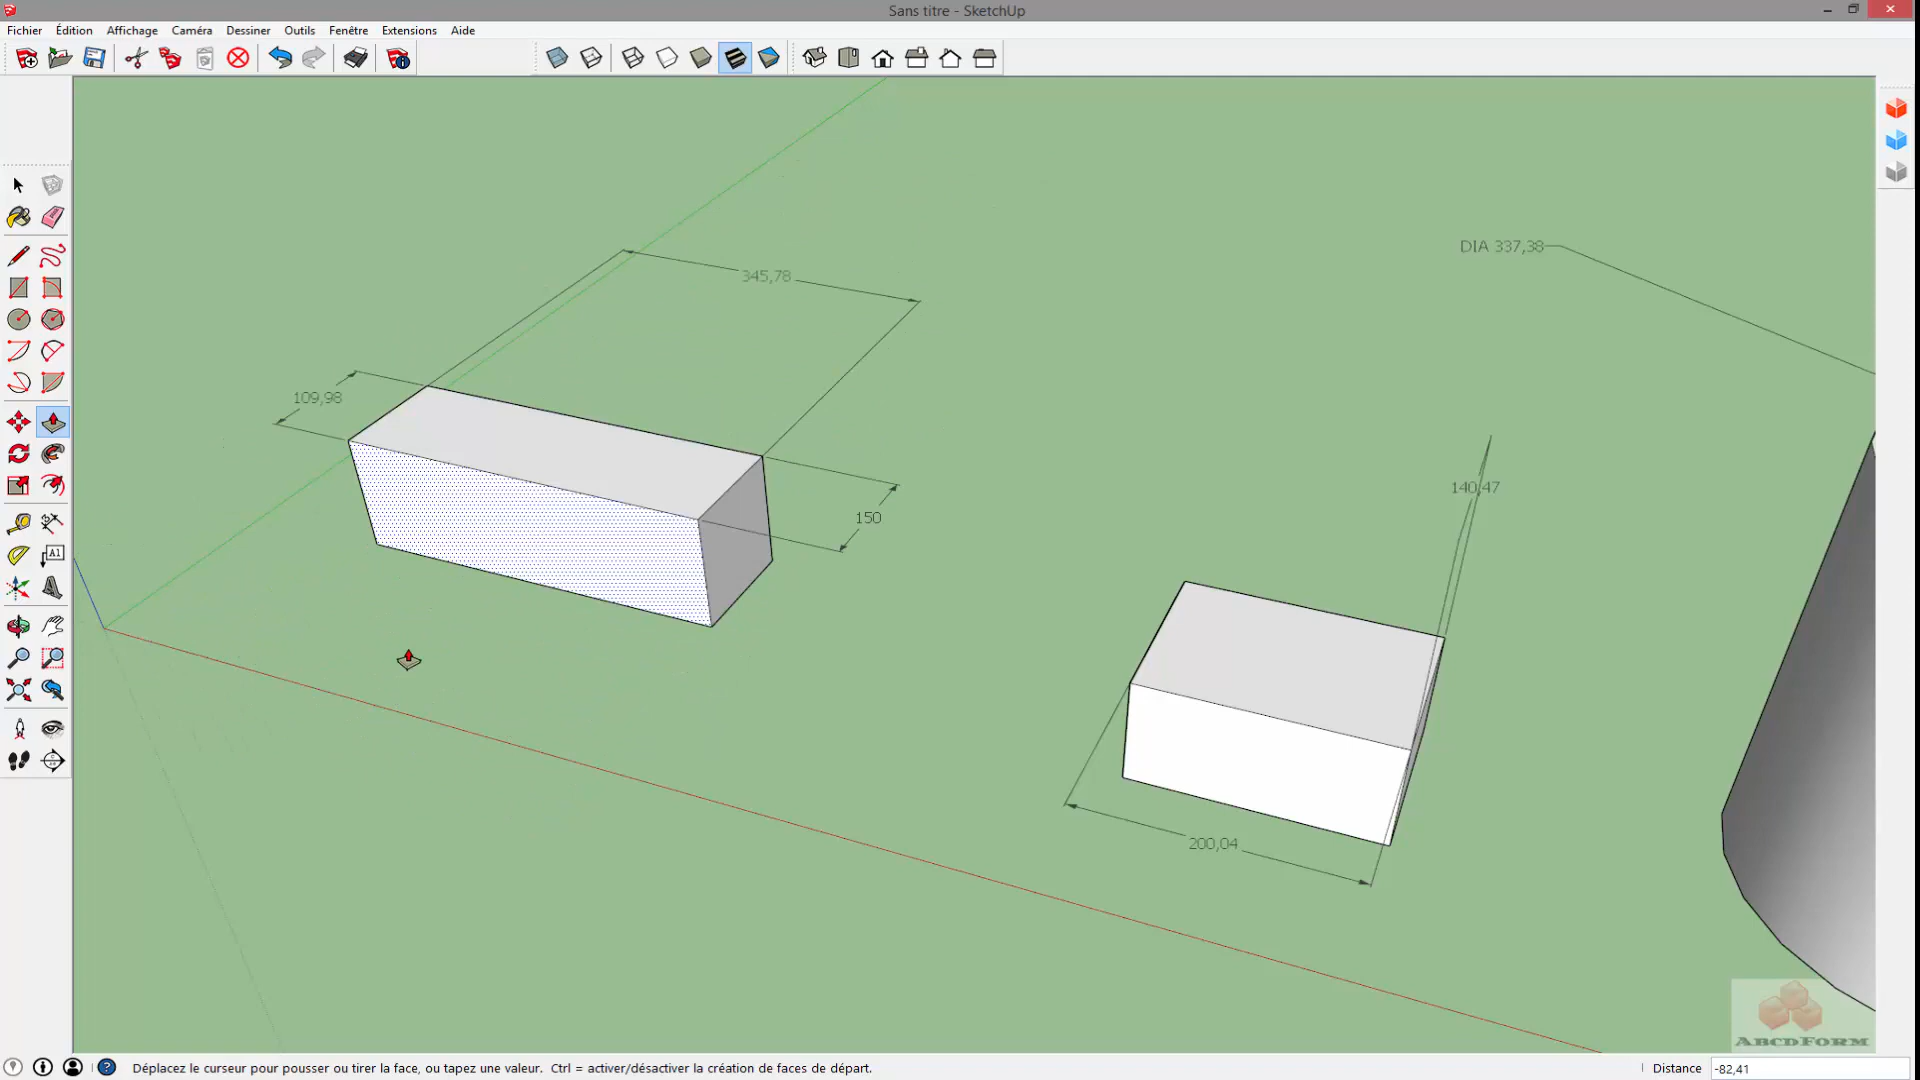 Sans titre - SketchUp
Fichier Édition Affichage Caméra Dessiner Outils Fenêtre Extensions Aide
DIA 337,38
345,78
109,98
140,47
150
200,04
A1
ABCDFORM
Déplacez le curseur pour pousser ou tirer la face, ou tapez une valeur. Ctrl = activer/désactiver la création de faces de départ.
Distance -82,41